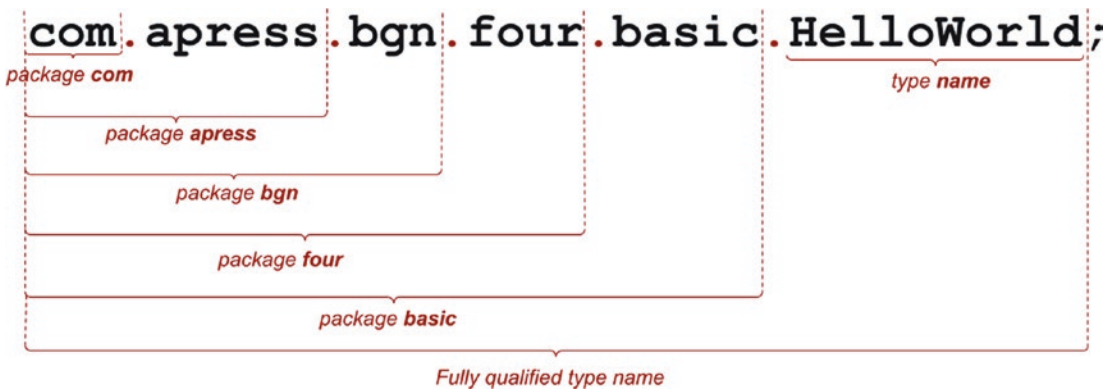 com.apress.bgn.four.basic.HelloWorld;
package com
type name
package apress
package bgn
package four
package basic
Fully qualified type name